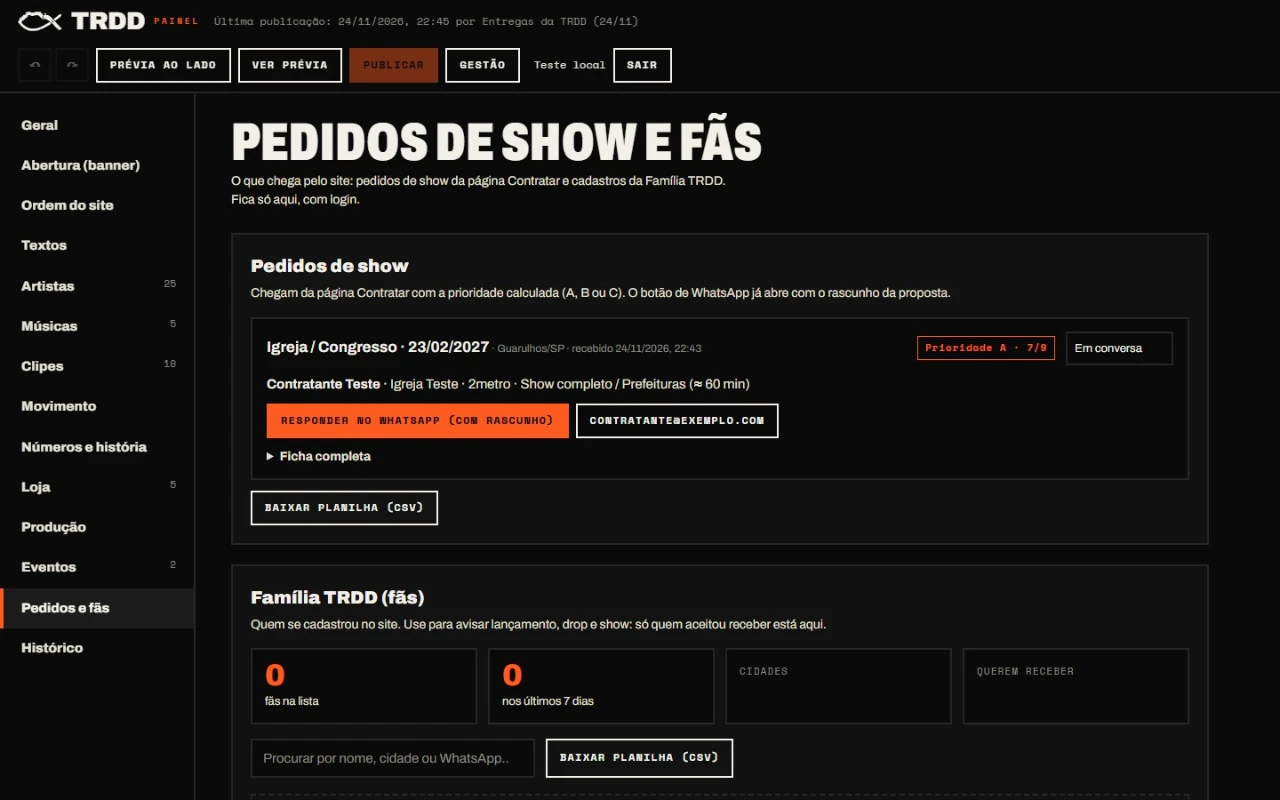 TRDD PAINEL Última publicação: 24/11/2026, 22:45 por Entregas da TRDD (24/11)
PRÉVIA AO LADO VER PRÉVIA PUBLICAR GESTÃO Teste local SAIR
Geral
Abertura (banner)
Ordem do site
Textos
Artistas 25
Músicas 5
Clipes 10
Movimento
Números e história
Loja 5
Produção
Eventos 2
Pedidos e fãs
Histórico
PEDIDOS DE SHOW E FÃS
O que chega pelo site: pedidos de show da página Contratar e cadastros da Família TRDD.
Fica só aqui, com login.
Pedidos de show
Chegam da página Contratar com a prioridade calculada (A, B ou C). O botão de WhatsApp já abre com o rascunho da proposta.
Igreja / Congresso · 23/02/2027 · Guarulhos/SP · recebido 24/11/2026, 22:43 Prioridade A · 7/9 Em conversa
Contratante Teste · Igreja Teste · 2metro · Show completo / Prefeituras (≈ 60 min)
RESPONDER NO WHATSAPP (COM RASCUNHO) CONTRATANTE@EXEMPLO.COM
Ficha completa
BAIXAR PLANILHA (CSV)
Família TRDD (fãs)
Quem se cadastrou no site. Use para avisar lançamento, drop e show: só quem aceitou receber está aqui.
0 0 CIDADES QUEREM RECEBER
fãs na lista nos últimos 7 dias
Procurar por nome, cidade ou WhatsApp.. BAIXAR PLANILHA (CSV)